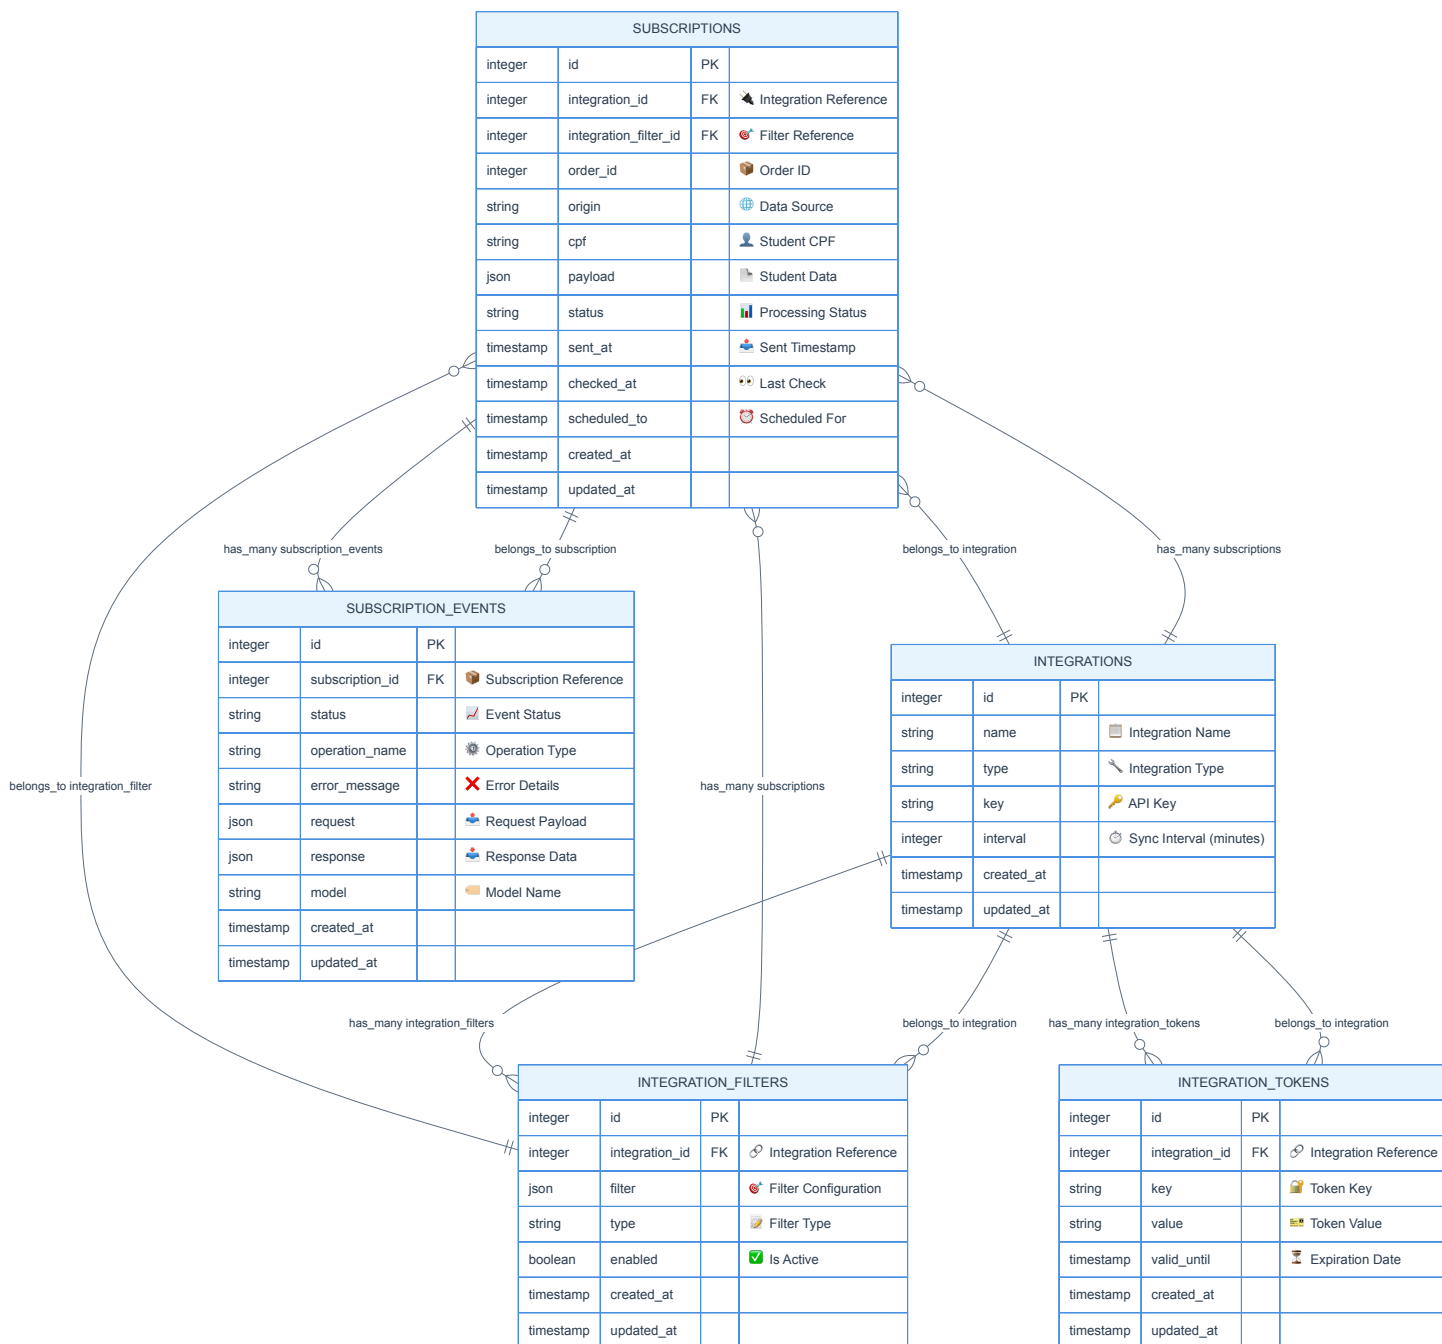 SUBSCRIPTIONS
integer id PK
integer integration_id FK 🔌 Integration Reference
integer integration_filter_id FK 🎯 Filter Reference
integer order_id 📦 Order ID
string origin 🌐 Data Source
string cpf 👤 Student CPF
json payload 📄 Student Data
string status 📊 Processing Status
timestamp sent_at 📤 Sent Timestamp
timestamp checked_at 👀 Last Check
timestamp scheduled_to ⏰ Scheduled For
timestamp created_at
timestamp updated_at
has_many subscription_events
belongs_to subscription
belongs_to integration
has_many subscriptions
SUBSCRIPTION_EVENTS
integer id PK
integer subscription_id FK 📦 Subscription Reference
string status 📈 Event Status
string operation_name ⚙️ Operation Type
string error_message ❌ Error Details
json request 📤 Request Payload
json response 📥 Response Data
string model 🏷️ Model Name
timestamp created_at
timestamp updated_at
INTEGRATIONS
integer id PK
string name 📋 Integration Name
string type 🔧 Integration Type
string key 🔑 API Key
integer interval ⏱️ Sync Interval (minutes)
timestamp created_at
timestamp updated_at
belongs_to integration_filter
has_many subscriptions
has_many integration_filters
belongs_to integration
has_many integration_tokens
belongs_to integration
INTEGRATION_FILTERS
integer id PK
integer integration_id FK 🔗 Integration Reference
json filter 🎯 Filter Configuration
string type 📝 Filter Type
boolean enabled ✅ Is Active
timestamp created_at
timestamp updated_at
INTEGRATION_TOKENS
integer id PK
integer integration_id FK 🔗 Integration Reference
string key 🔐 Token Key
string value 🎫 Token Value
timestamp valid_until ⏳ Expiration Date
timestamp created_at
timestamp updated_at